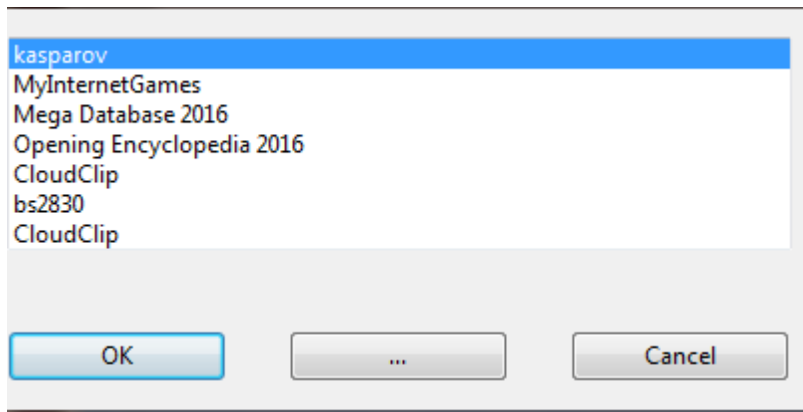 kasparov
MyInternetGames
Mega Database 2016
Opening Encyclopedia 2016
CloudClip
bs2830
CloudClip
OK ... Cancel